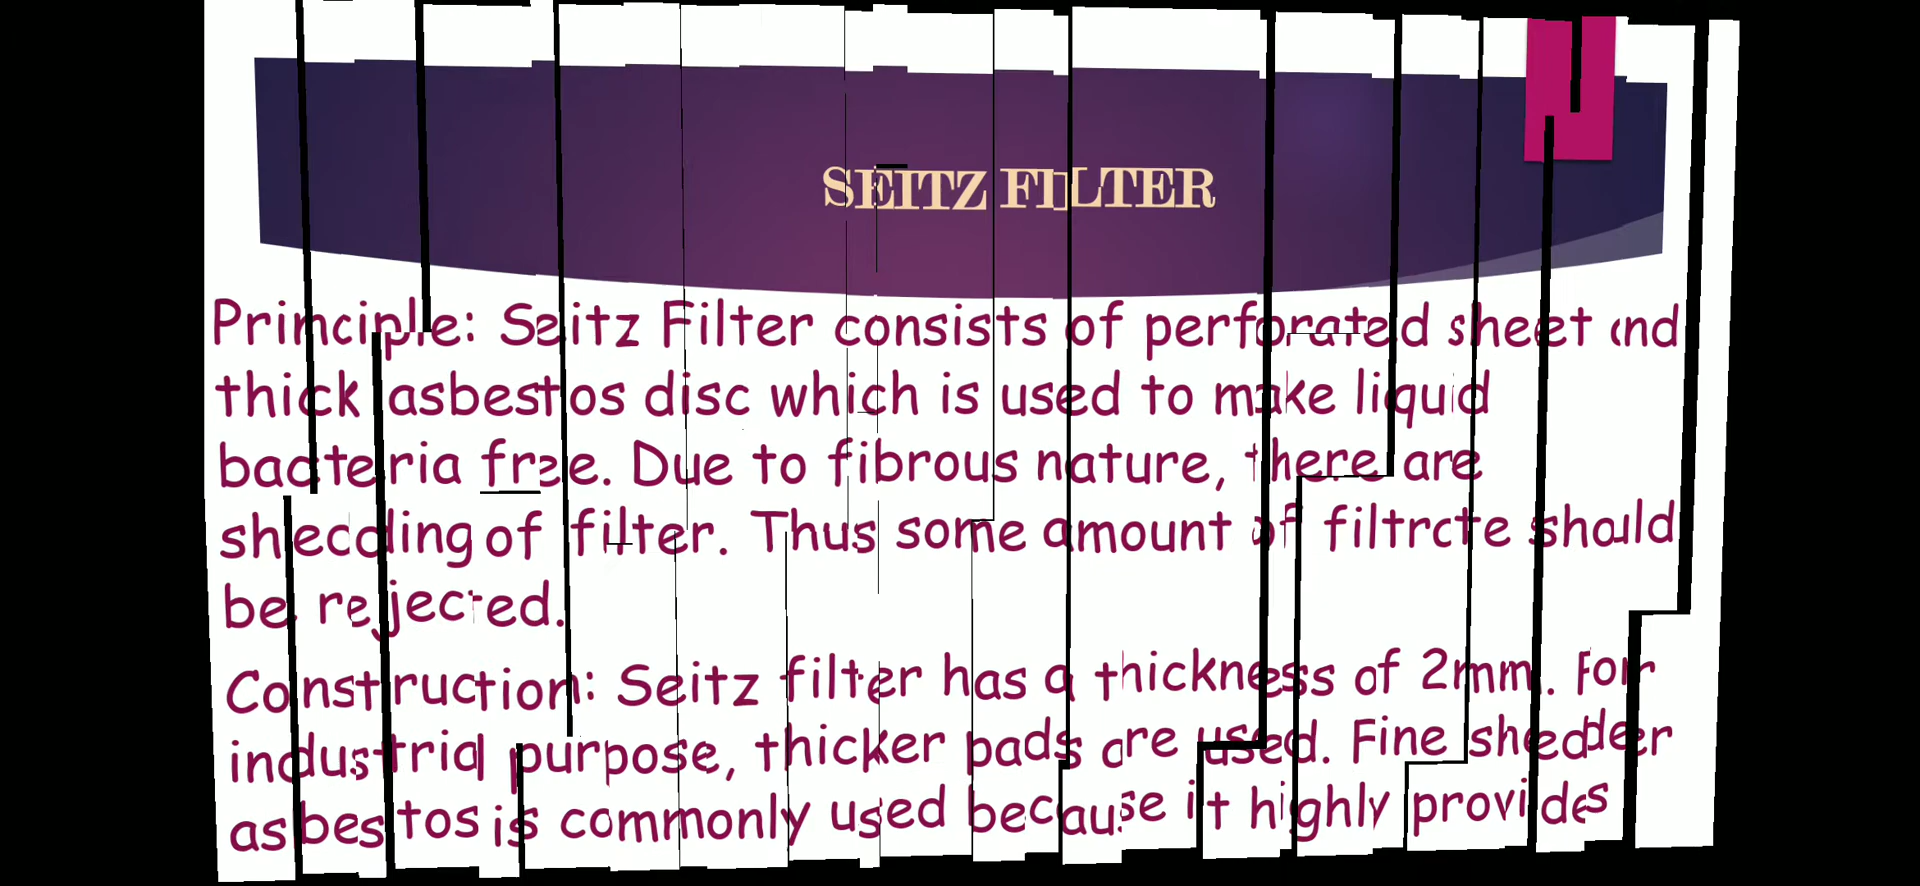 SEITZ FILTER
Principle: Seitz Filter consists of perforated sheet and
thick asbestos disc which is used to make liquid
bacteria free. Due to fibrous nature, there are
shedding of filter. Thus some amount of filtrate should
be rejected.
Construction: Seitz filter has a thickness of 2mm. For
industrial purpose, thicker pads are used. Fine shedder
asbestos is commonly used because it highly provides